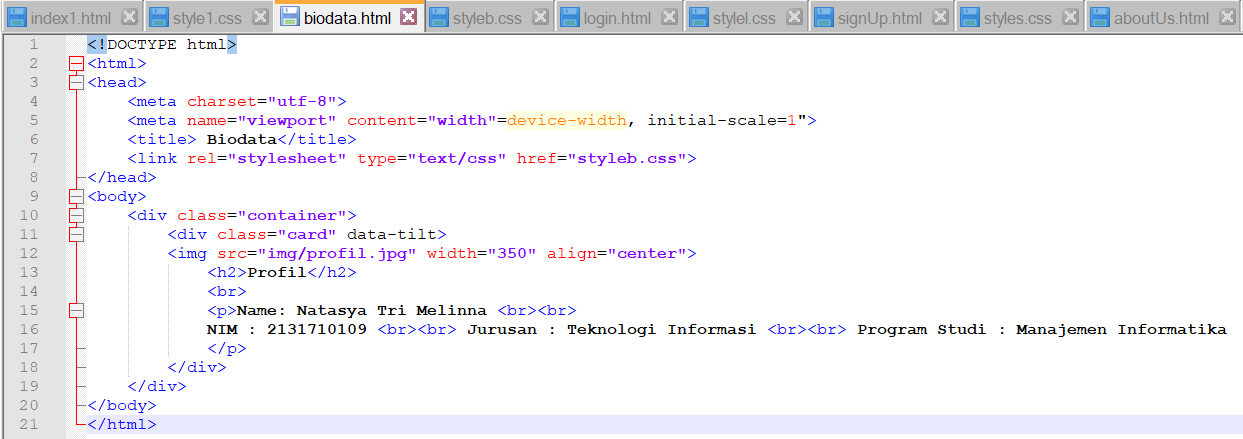 index1.html style1.css biodata.html styleb.css login.html stylel.css signUp.html styles.css aboutUs.html
1 <!DOCTYPE html>
2 <html>
3 <head>
4 <meta charset="utf-8">
5 <meta name="viewport" content="width"=device-width, initial-scale=1">
6 <title> Biodata</title>
7 <link rel="stylesheet" type="text/css" href="styleb.css">
8 </head>
9 <body>
10 <div class="container">
11 <div class="card" data-tilt>
12 <img src="img/profil.jpg" width="350" align="center">
13 <h2>Profil</h2>
14 <br>
15 <p>Name: Natasya Tri Melinna <br><br>
16 NIM : 2131710109 <br><br> Jurusan : Teknologi Informasi <br><br> Program Studi : Manajemen Informatika
17 </p>
18 </div>
19 </div>
20 </body>
21 </html>